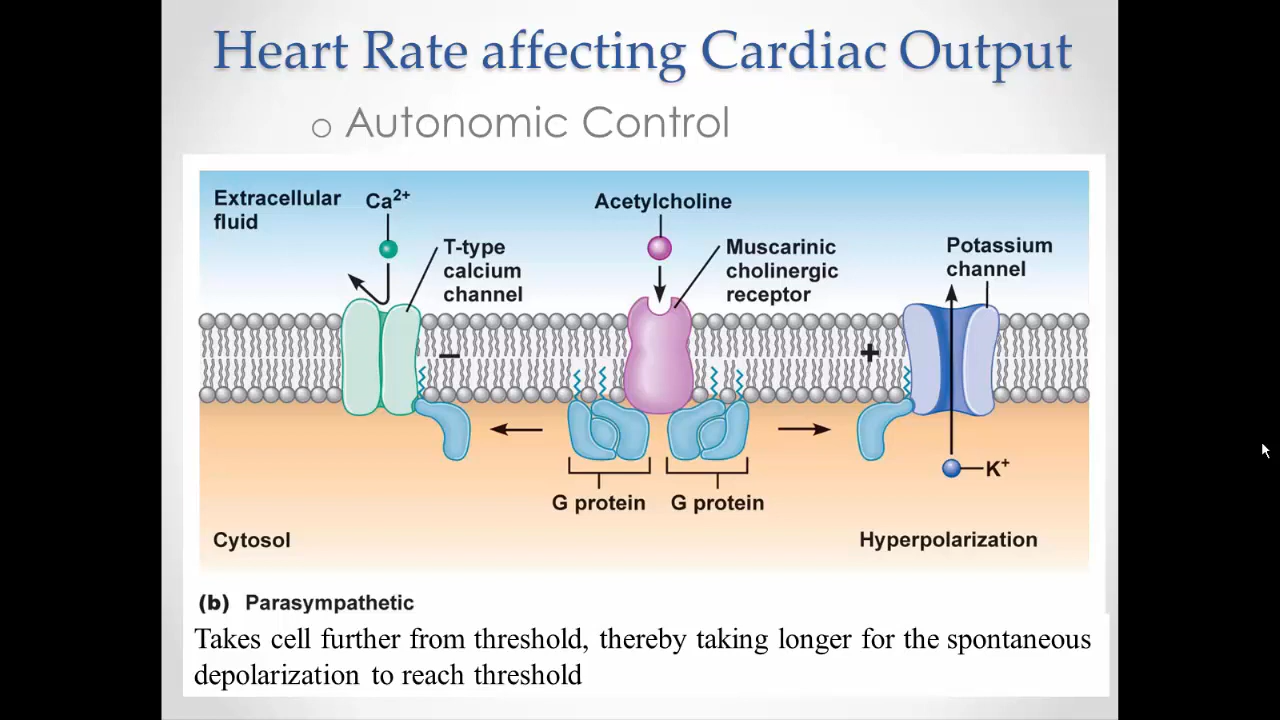 Heart Rate affecting Cardiac Output
o Autonomic Control
Extracellular
fluid
Ca²⁺
T-type
calcium
channel
Acetylcholine
Muscarinic
cholinergic
receptor
Potassium
channel
−
+
G protein
G protein
K⁺
Cytosol
Hyperpolarization
(b) Parasympathetic
Takes cell further from threshold, thereby taking longer for the spontaneous
depolarization to reach threshold